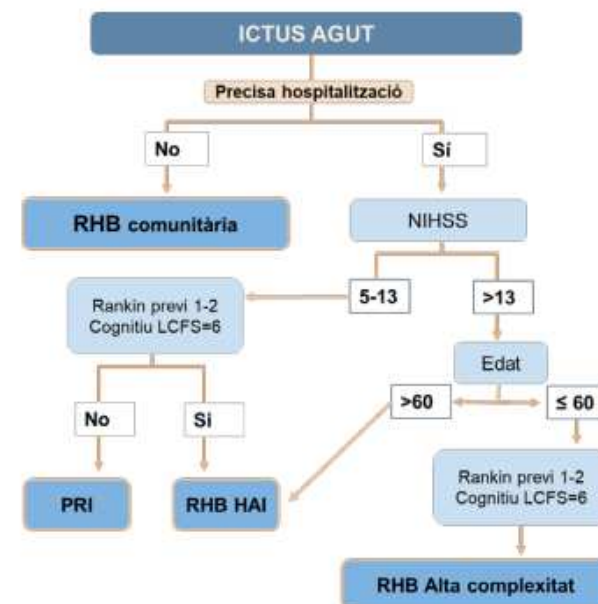 ICTUS AGUT
Precisa hospitalització
No
Sí
RHB comunitària
NIHSS
5-13
>13
Rankin previ 1-2
Cognitiu LCFS=6
Edat
No
Si
>60
≤ 60
PRI
RHB HAI
Rankin previ 1-2
Cognitiu LCFS=6
RHB Alta complexitat